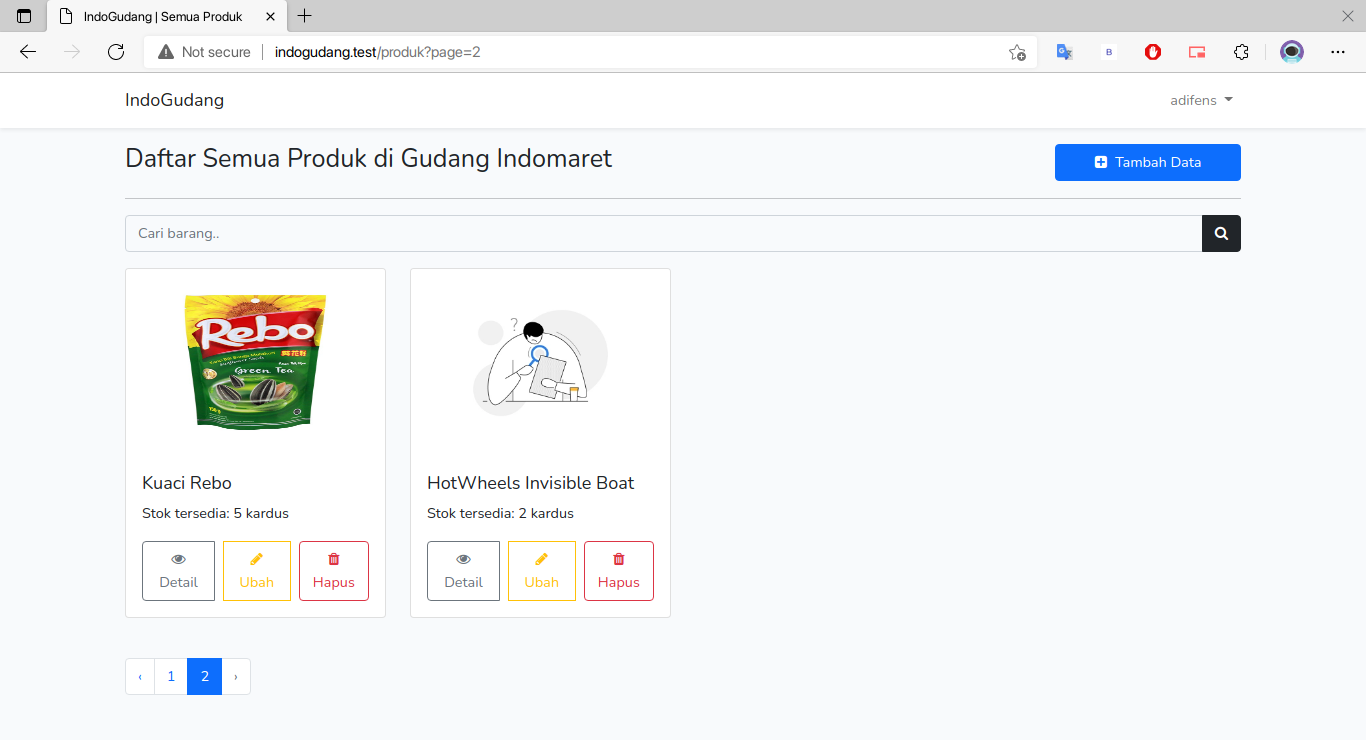 IndoGudang | Semua Produk
Not secure
indogudang.test/produk?page=2
IndoGudang
adifens
Daftar Semua Produk di Gudang Indomaret
Tambah Data
Cari barang..
Rebo
Green Tea
?
Kuaci Rebo
Stok tersedia: 5 kardus
Detail
Ubah
Hapus
HotWheels Invisible Boat
Stok tersedia: 2 kardus
Detail
Ubah
Hapus
‹ 1 2 ›